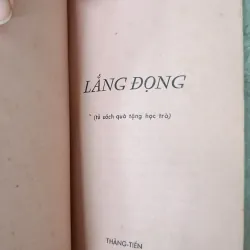 LẮNG ĐỌNG
(tủ sách quà tặng học trò)
THĂNG-TIẾN